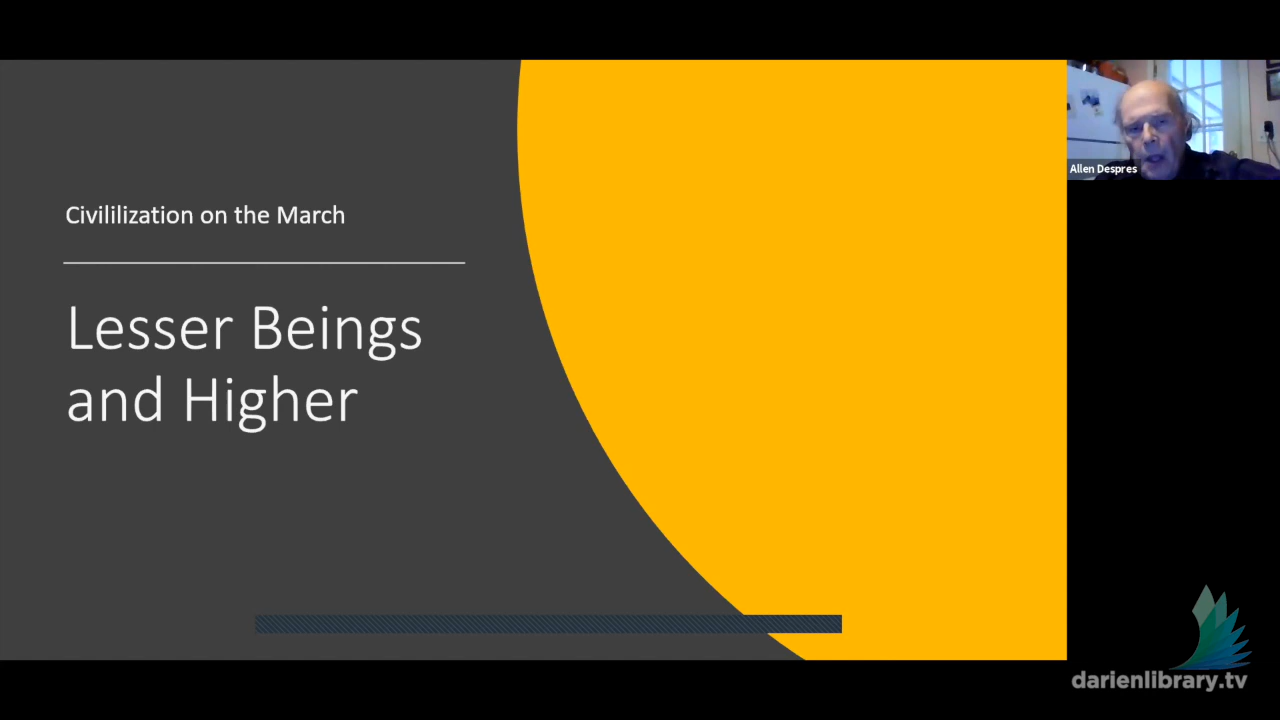 Civililization on the March
Lesser Beings
and Higher
Allen Despres
darienlibrary.tv